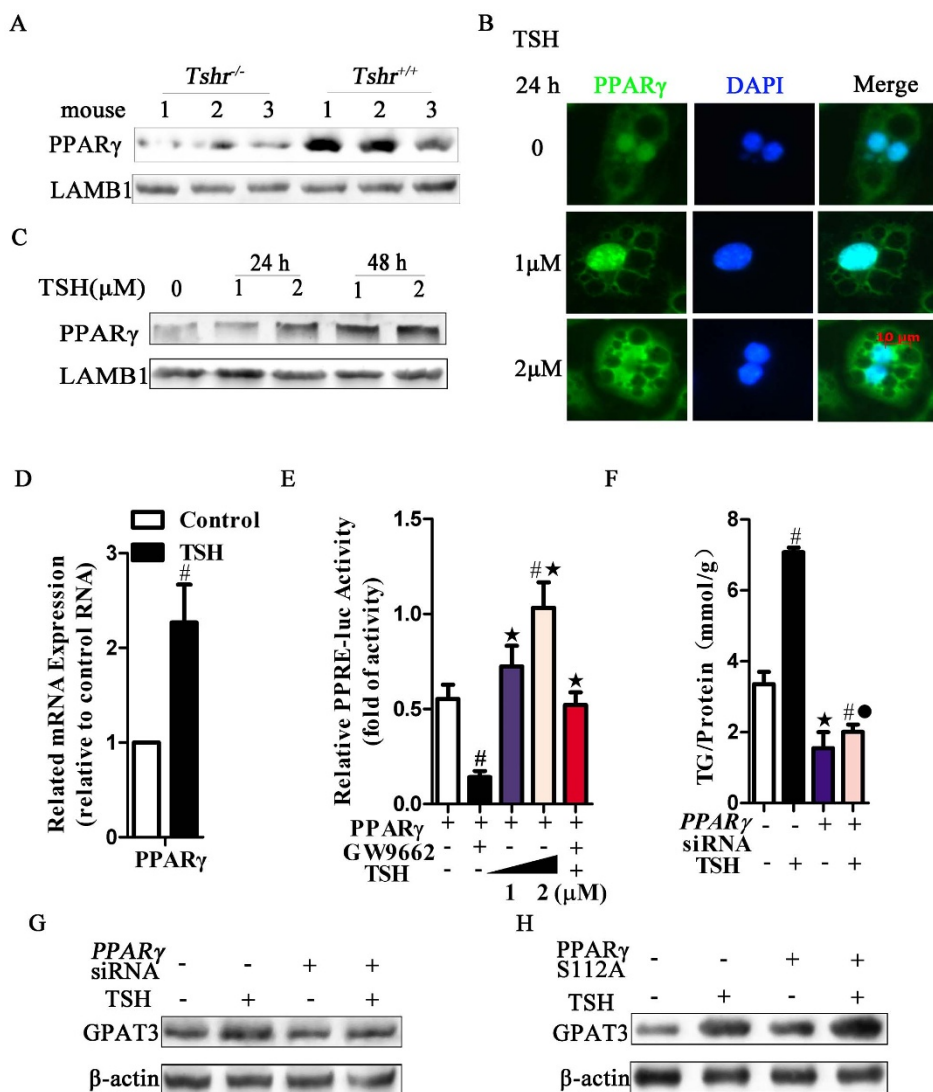 A
Tshr-/- Tshr+/+
mouse 1 2 3 1 2 3
PPARγ
LAMB1
B
TSH
24 h PPARγ DAPI Merge
0
1μM
2μM
10 μm
C
24 h 48 h
TSH(μM) 0 1 2 1 2
PPARγ
LAMB1
D
Control
TSH
Related mRNA Expression
(relative to control RNA)
3
2
1
0
#
PPARγ
E
Relative PPRE-luc Activity
(fold of activity)
1.5
1.0
0.5
0.0
# ★ #★ ★
PPARγ + + + + +
GW9662 - + - - +
TSH - - 1 2 (μM) +
F
TG/Protein (mmol/g)
8
6
4
2
0
# ★ #●
PPARγ
siRNA - - + +
TSH - + - +
G
PPARγ
siRNA - - + +
TSH - + - +
GPAT3
β-actin
H
PPARγ
S112A - - + +
TSH - + - +
GPAT3
β-actin